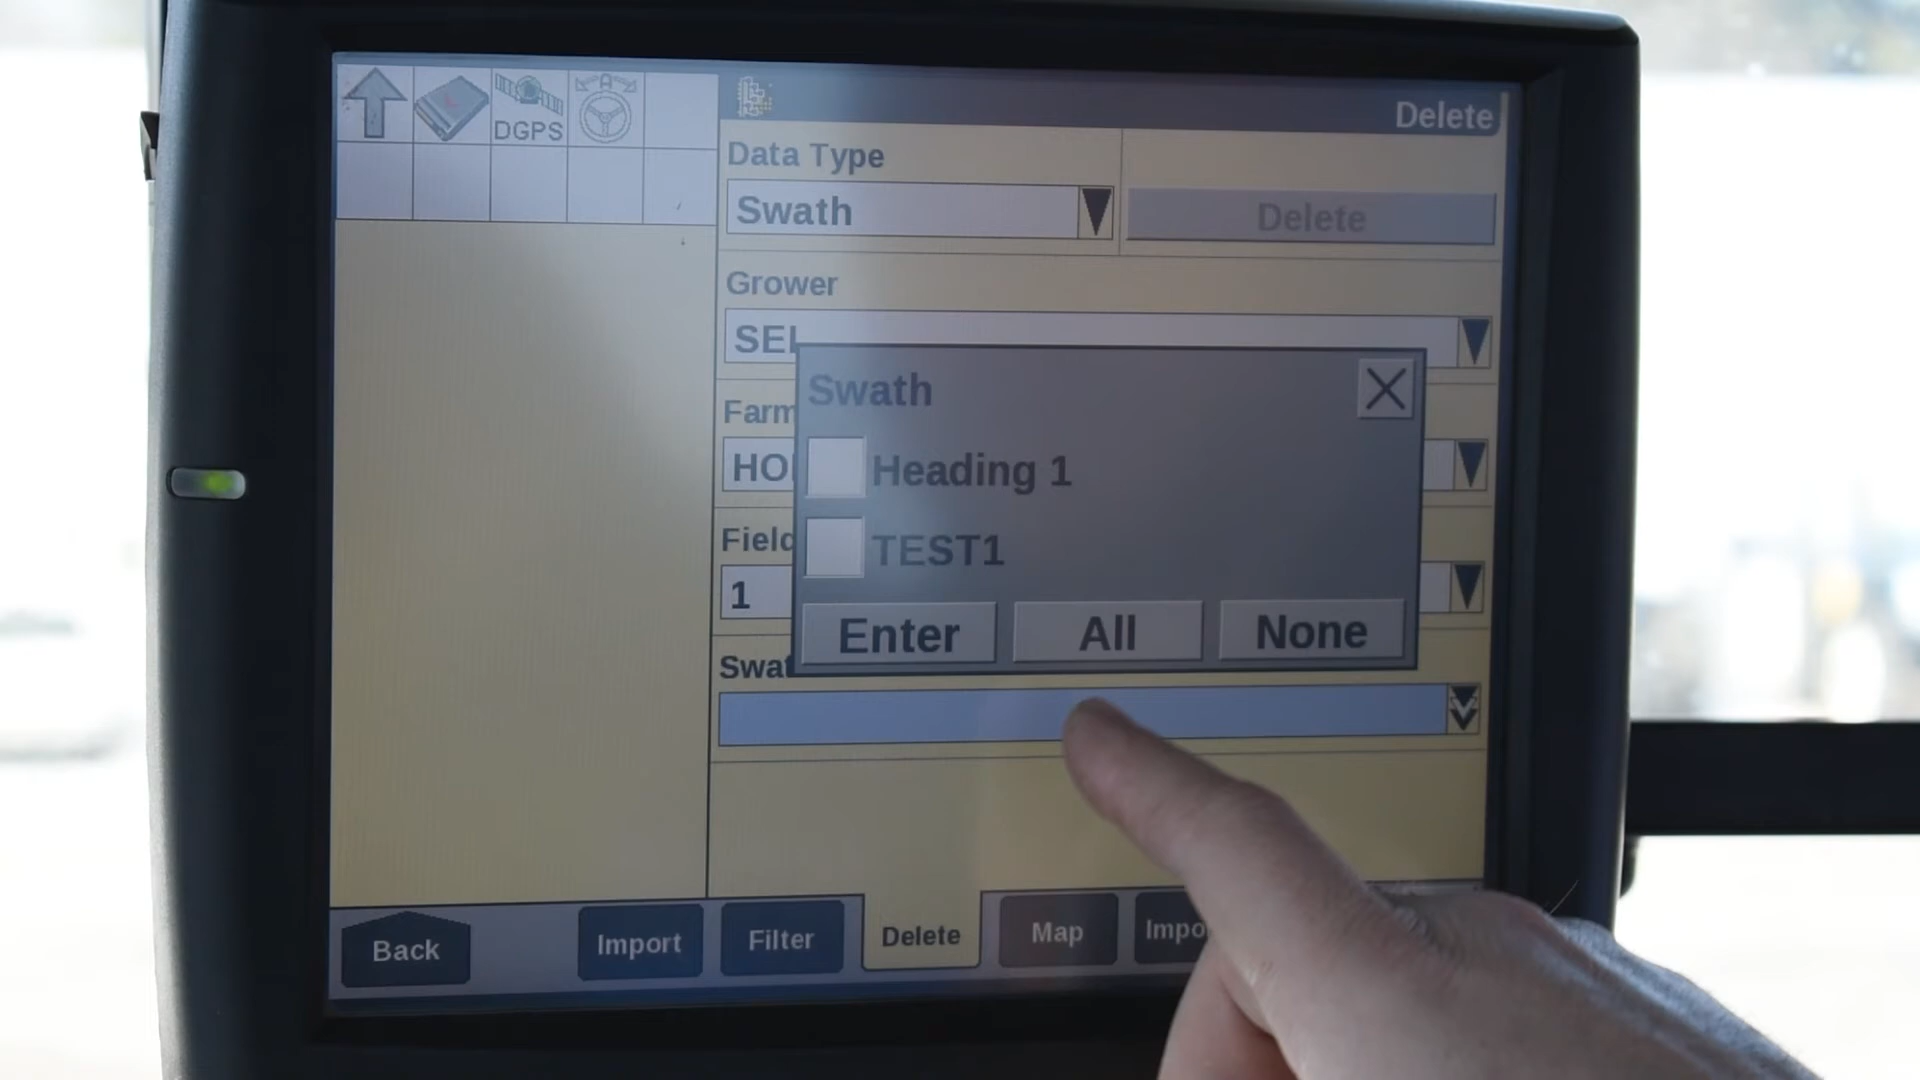 DGPS
Delete
Data Type
Swath
Delete
Grower
SEL
Farm
HO
Field
1
Swat
Swath
Heading 1
TEST1
Enter All None
Back Import Filter Delete Map Impo